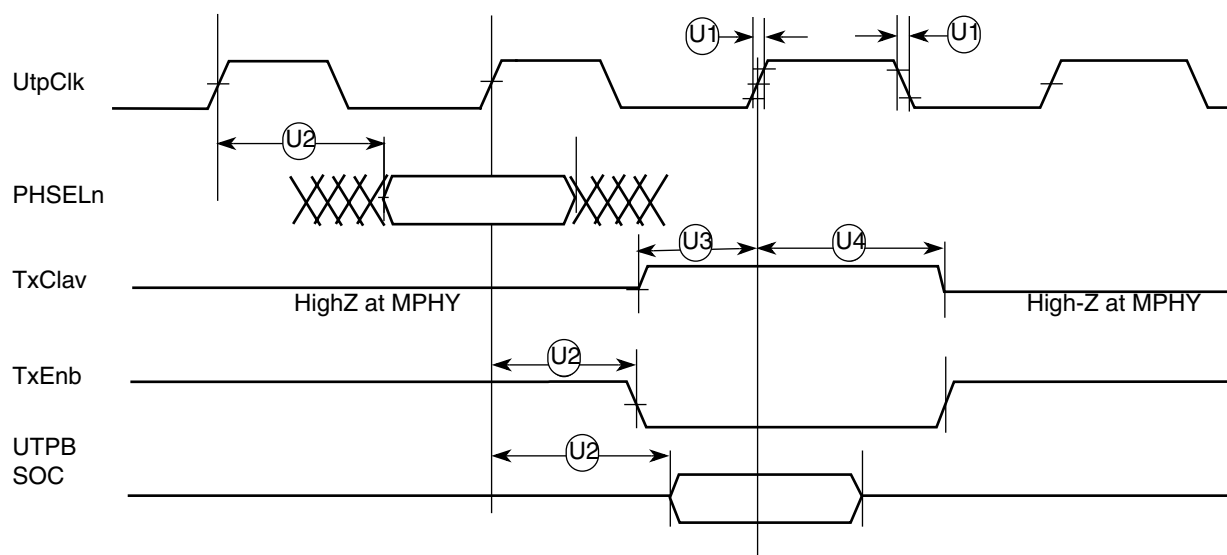 U1
U1
UtpClk
U2
PHSELn
U3
U4
TxClav
HighZ at MPHY
High-Z at MPHY
U2
TxEnb
UTPB
SOC
U2